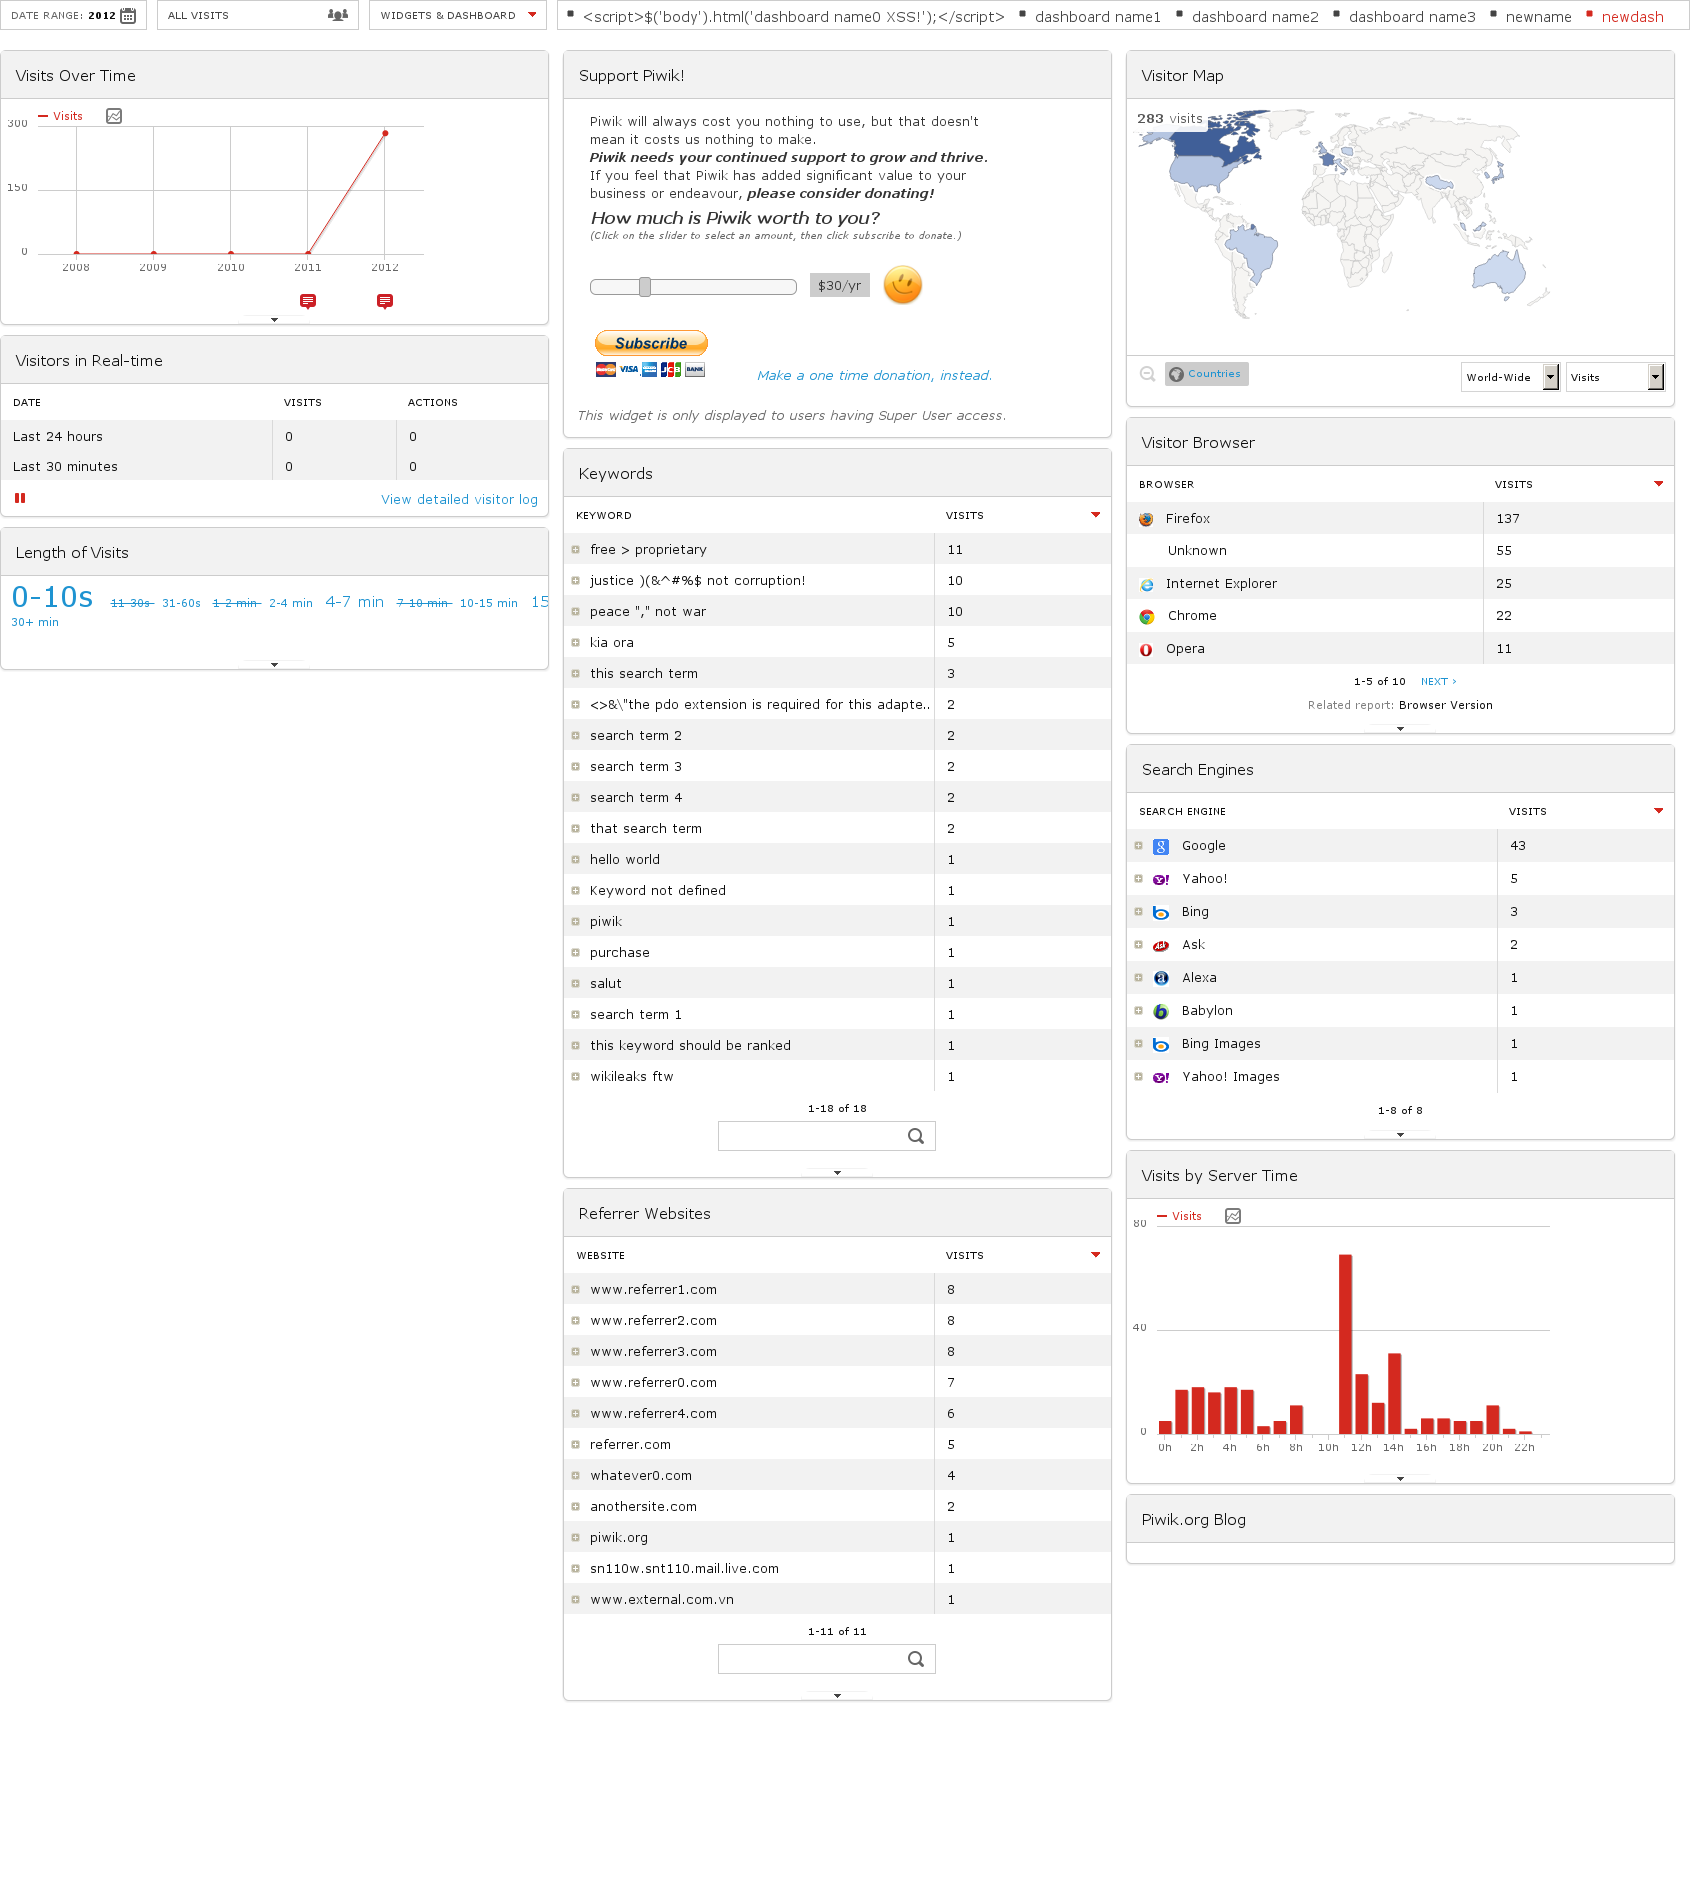 DATE RANGE: 2012
ALL VISITS
WIDGETS & DASHBOARD
<script>$('body').html('dashboard name0 XSS!');</script> dashboard name1 dashboard name2 dashboard name3 newname newdash
Visits Over Time
Visits
300
150
0
2008 2009 2010 2011 2012
Visitors in Real-time
DATE VISITS ACTIONS
Last 24 hours 0 0
Last 30 minutes 0 0
View detailed visitor log
Length of Visits
0-10s 11-30s 31-60s 1-2 min 2-4 min 4-7 min 7-10 min 10-15 min 15
30+ min
Support Piwik!
Piwik will always cost you nothing to use, but that doesn't
mean it costs us nothing to make.
Piwik needs your continued support to grow and thrive.
If you feel that Piwik has added significant value to your
business or endeavour, please consider donating!
How much is Piwik worth to you?
(Click on the slider to select an amount, then click subscribe to donate.)
$30/yr
Subscribe
VISA JCB BANK
Make a one time donation, instead.
This widget is only displayed to users having Super User access.
Keywords
KEYWORD VISITS
free > proprietary 11
justice )(&^#%$ not corruption! 10
peace "," not war 10
kia ora 5
this search term 3
<>&\"the pdo extension is required for this adapte.. 2
search term 2 2
search term 3 2
search term 4 2
that search term 2
hello world 1
Keyword not defined 1
piwik 1
purchase 1
salut 1
search term 1 1
this keyword should be ranked 1
wikileaks ftw 1
1-18 of 18
Referrer Websites
WEBSITE VISITS
www.referrer1.com 8
www.referrer2.com 8
www.referrer3.com 8
www.referrer0.com 7
www.referrer4.com 6
referrer.com 5
whatever0.com 4
anothersite.com 2
piwik.org 1
sn110w.snt110.mail.live.com 1
www.external.com.vn 1
1-11 of 11
Visitor Map
283 visits
Countries
World-Wide
Visits
Visitor Browser
BROWSER VISITS
Firefox 137
Unknown 55
Internet Explorer 25
Chrome 22
Opera 11
1-5 of 10 NEXT ›
Related report: Browser Version
Search Engines
SEARCH ENGINE VISITS
Google 43
Yahoo! 5
Bing 3
Ask 2
Alexa 1
Babylon 1
Bing Images 1
Yahoo! Images 1
1-8 of 8
Visits by Server Time
Visits
80
40
0
0h 2h 4h 6h 8h 10h 12h 14h 16h 18h 20h 22h
Piwik.org Blog